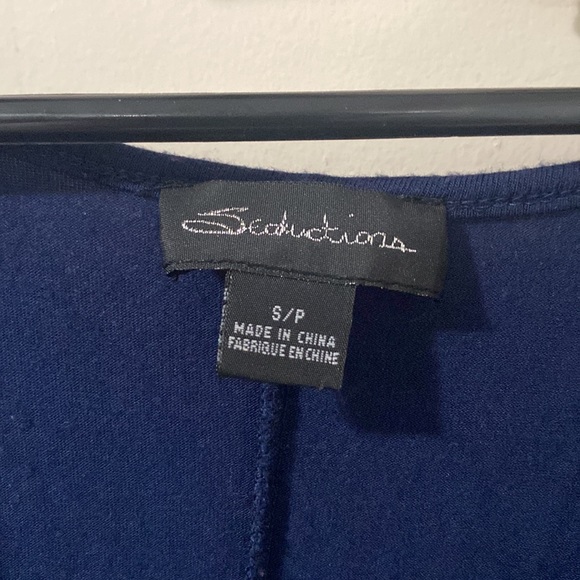 Seductions
S/P
MADE IN CHINA
FABRIQUE EN CHINE